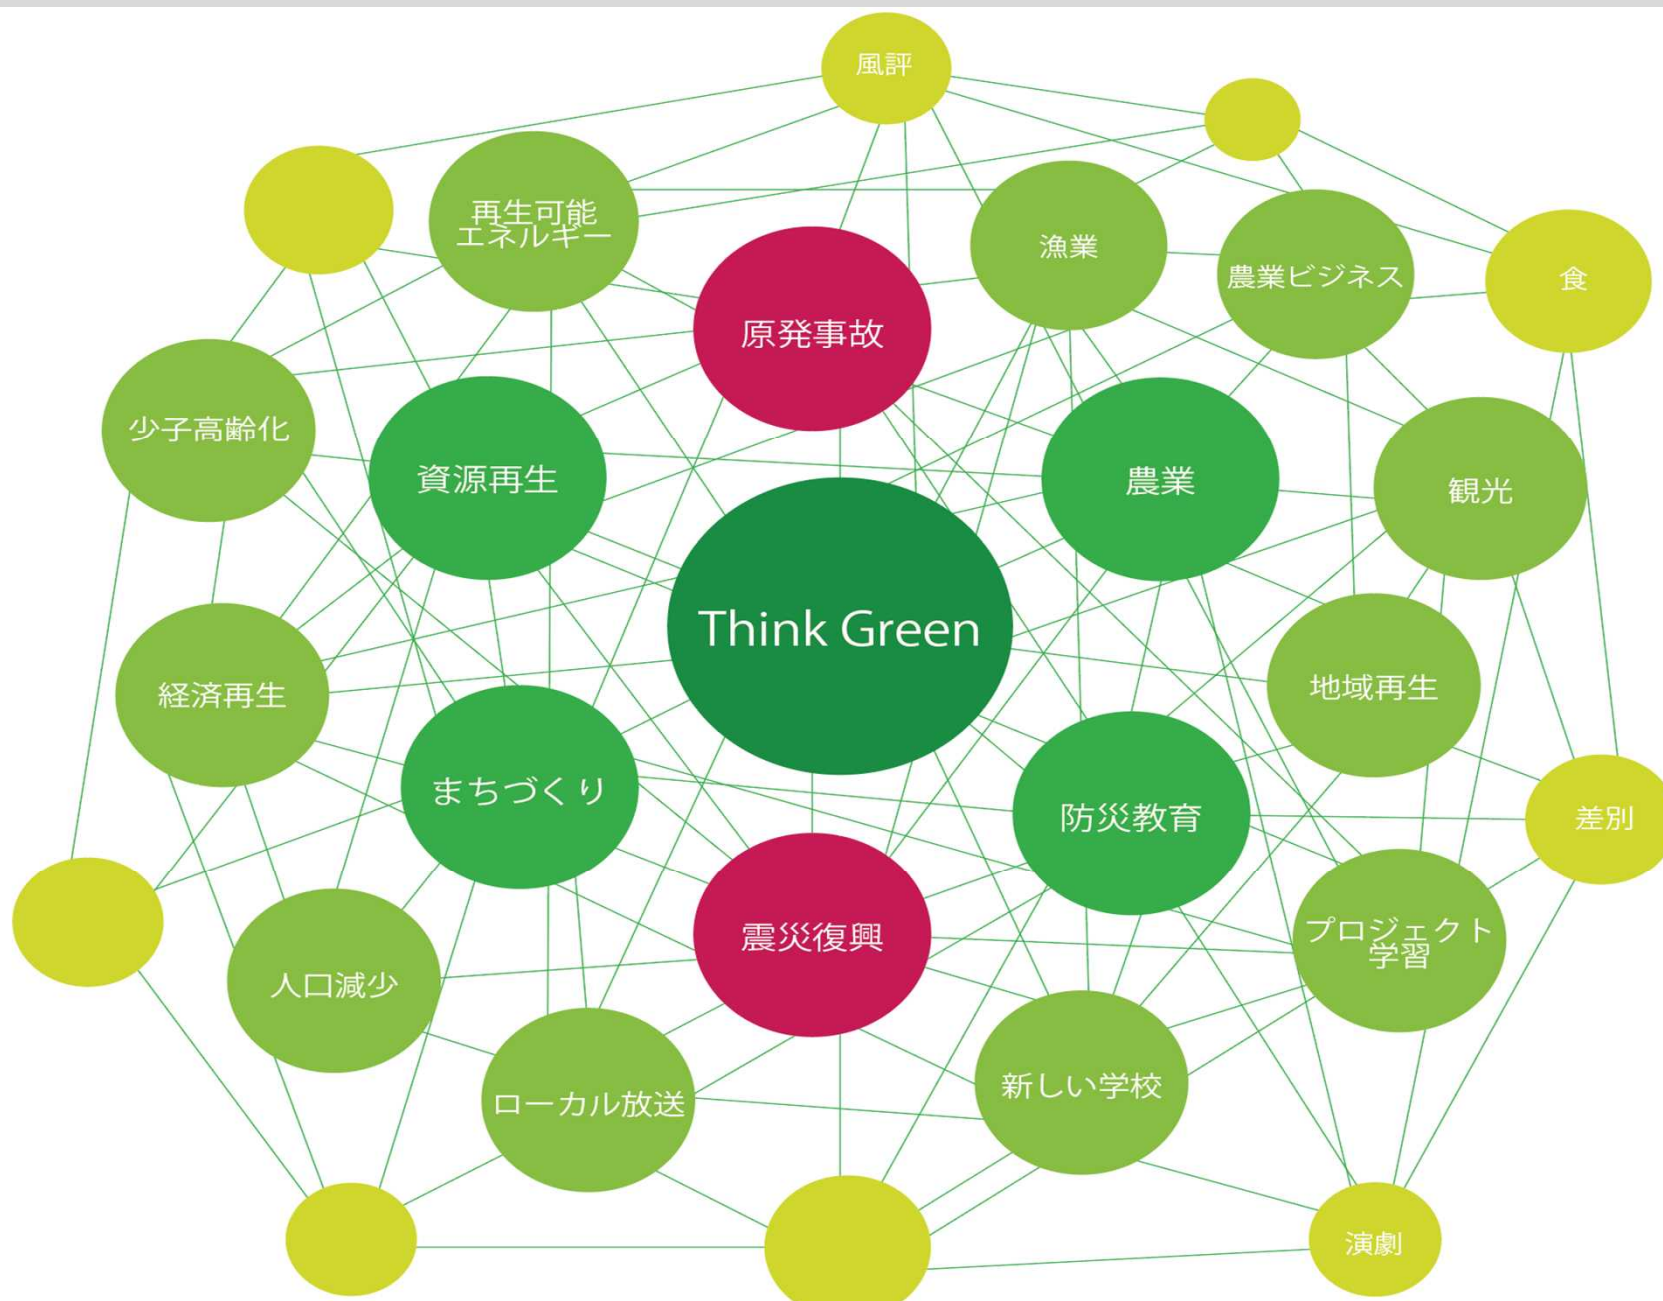 風評
再生可能
エネルギー
漁業
農業ビジネス
食
原発事故
少子高齢化
資源再生
農業
観光
Think Green
経済再生
地域再生
まちづくり
防災教育
差別
震災復興
プロジェクト
学習
人口減少
ローカル放送
新しい学校
演劇